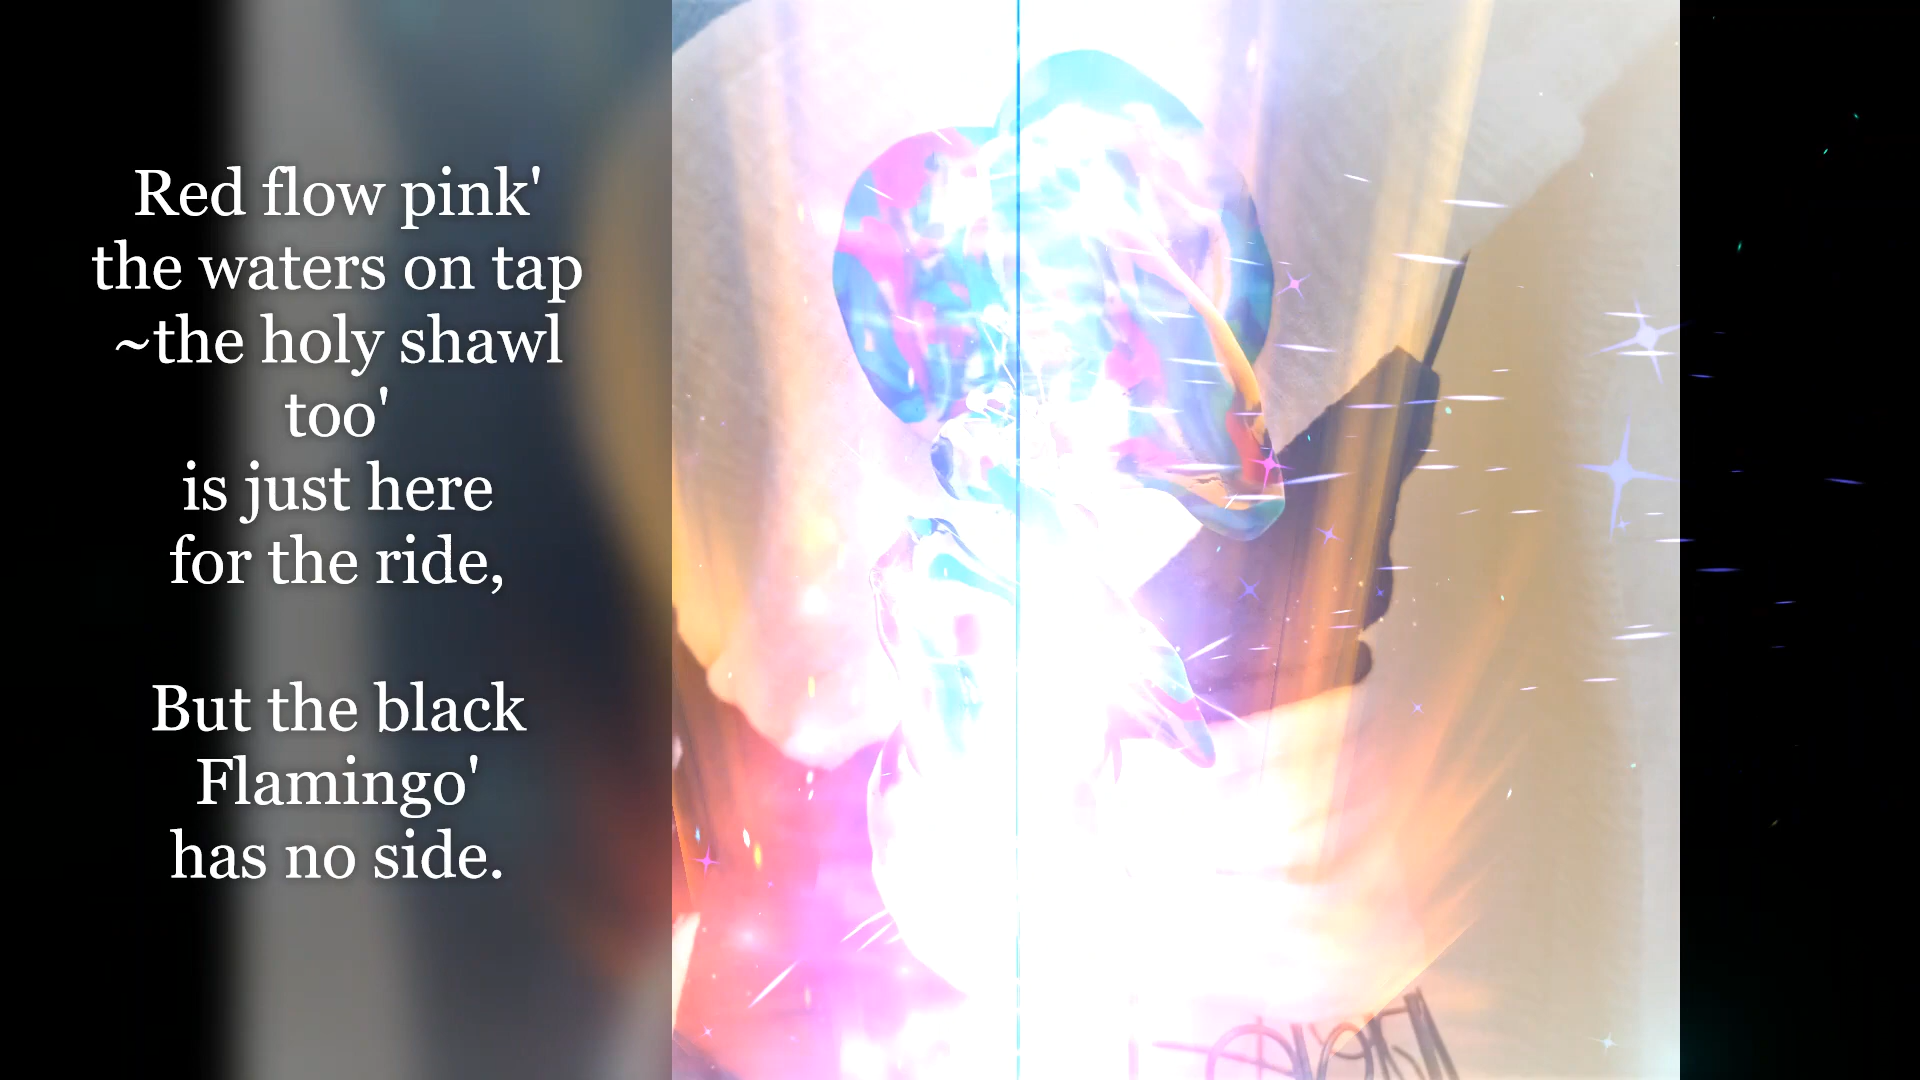 Red flow pink'
the waters on tap
~the holy shawl
too'
is just here
for the ride,
But the black
Flamingo'
has no side.